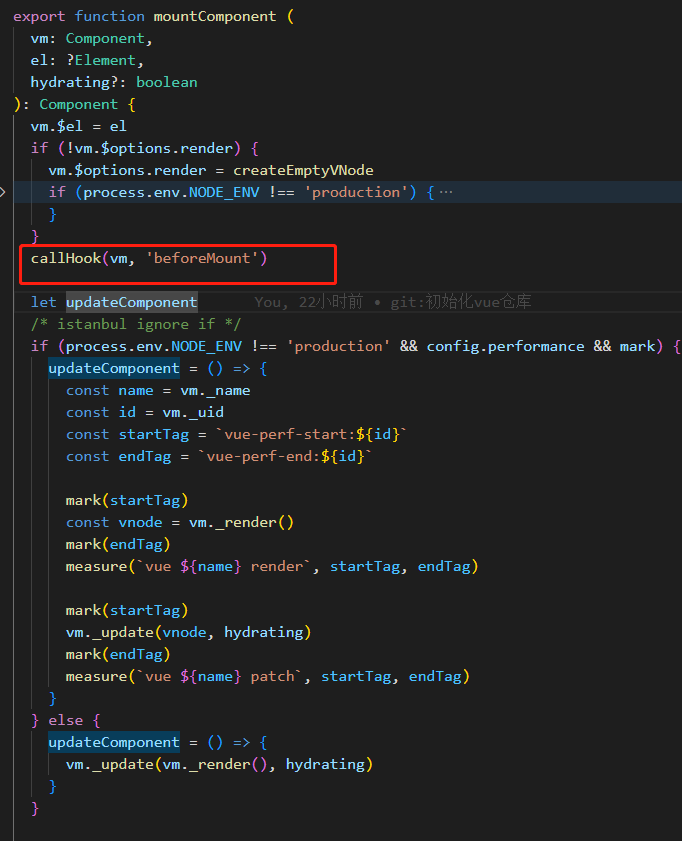 export function mountComponent (
  vm: Component,
  el: ?Element,
  hydrating?: boolean
): Component {
  vm.$el = el
  if (!vm.$options.render) {
    vm.$options.render = createEmptyVNode
    if (process.env.NODE_ENV !== 'production') { ⋯
    }
  }
  callHook(vm, 'beforeMount')
  let updateComponent You, 22小时前 • git:初始化vue仓库
  /* istanbul ignore if */
  if (process.env.NODE_ENV !== 'production' && config.performance && mark) {
    updateComponent = () => {
      const name = vm._name
      const id = vm._uid
      const startTag = `vue-perf-start:${id}`
      const endTag = `vue-perf-end:${id}`
      mark(startTag)
      const vnode = vm._render()
      mark(endTag)
      measure(`vue ${name} render`, startTag, endTag)
      mark(startTag)
      vm._update(vnode, hydrating)
      mark(endTag)
      measure(`vue ${name} patch`, startTag, endTag)
    }
  } else {
    updateComponent = () => {
      vm._update(vm._render(), hydrating)
    }
  }